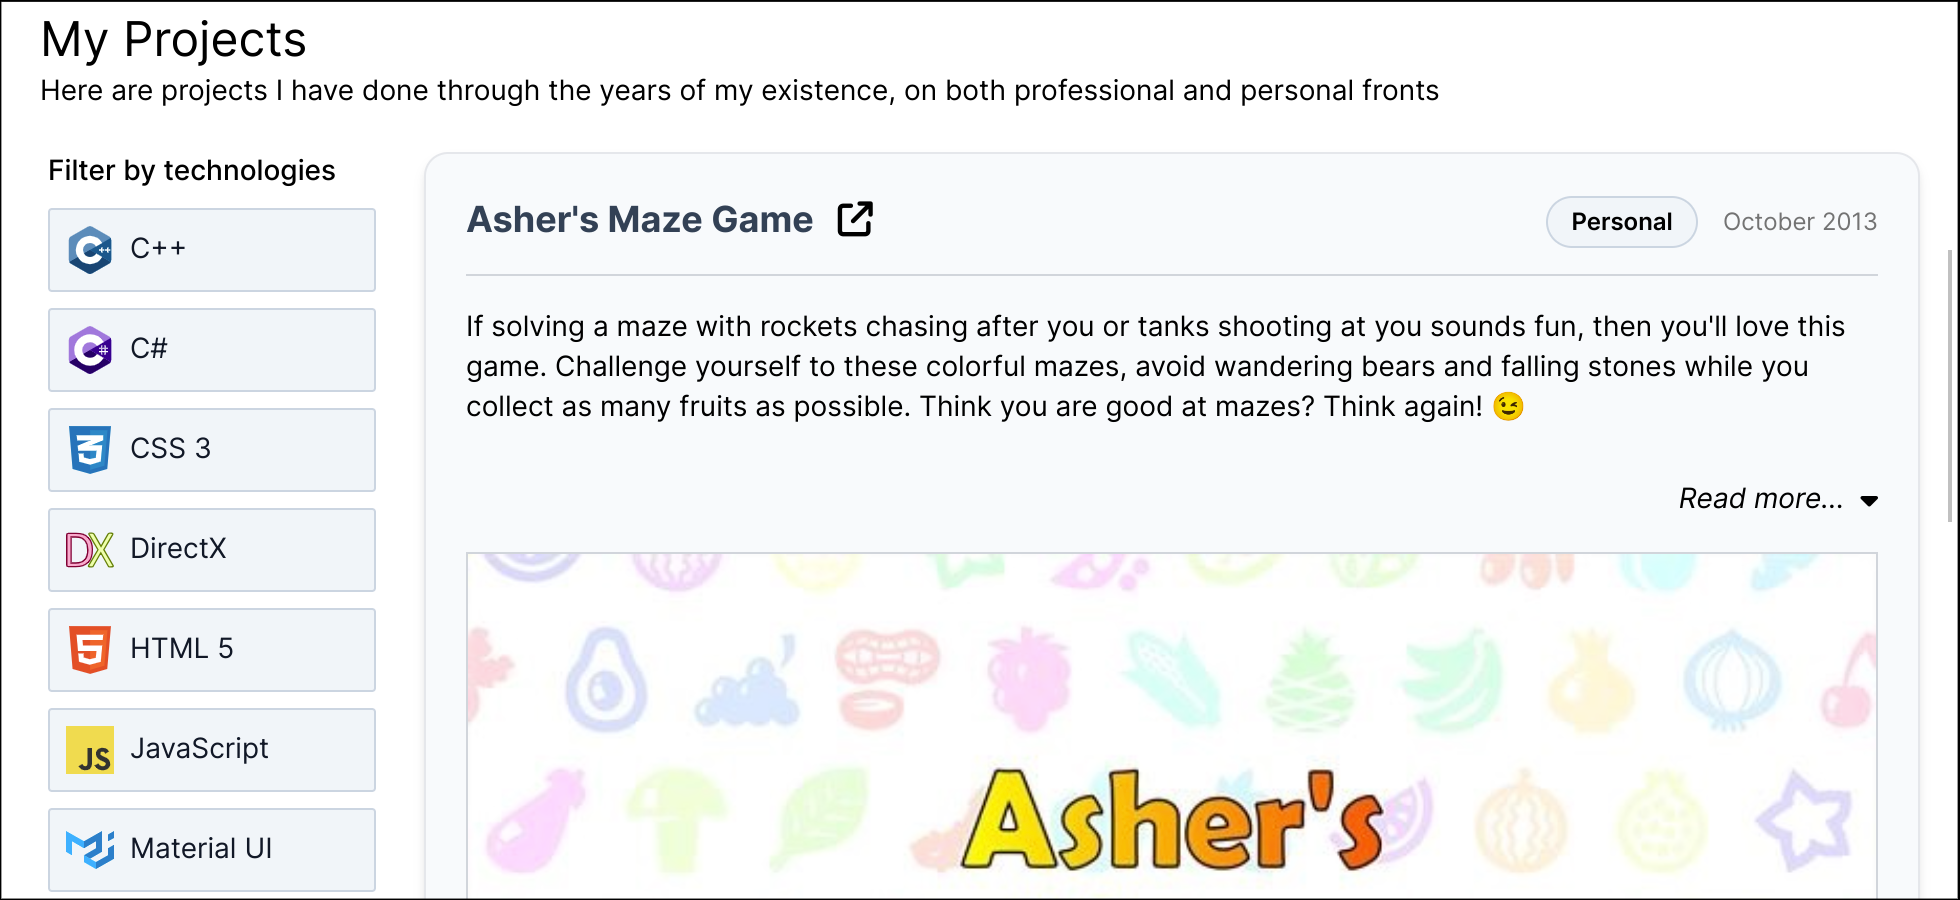 My Projects
Here are projects I have done through the years of my existence, on both professional and personal fronts
Filter by technologies
C++
C#
CSS 3
DX DirectX
HTML 5
JS JavaScript
Material UI
Asher's Maze Game
Personal
October 2013
If solving a maze with rockets chasing after you or tanks shooting at you sounds fun, then you'll love this
game. Challenge yourself to these colorful mazes, avoid wandering bears and falling stones while you
collect as many fruits as possible. Think you are good at mazes? Think again! 😉
Read more...
Asher's